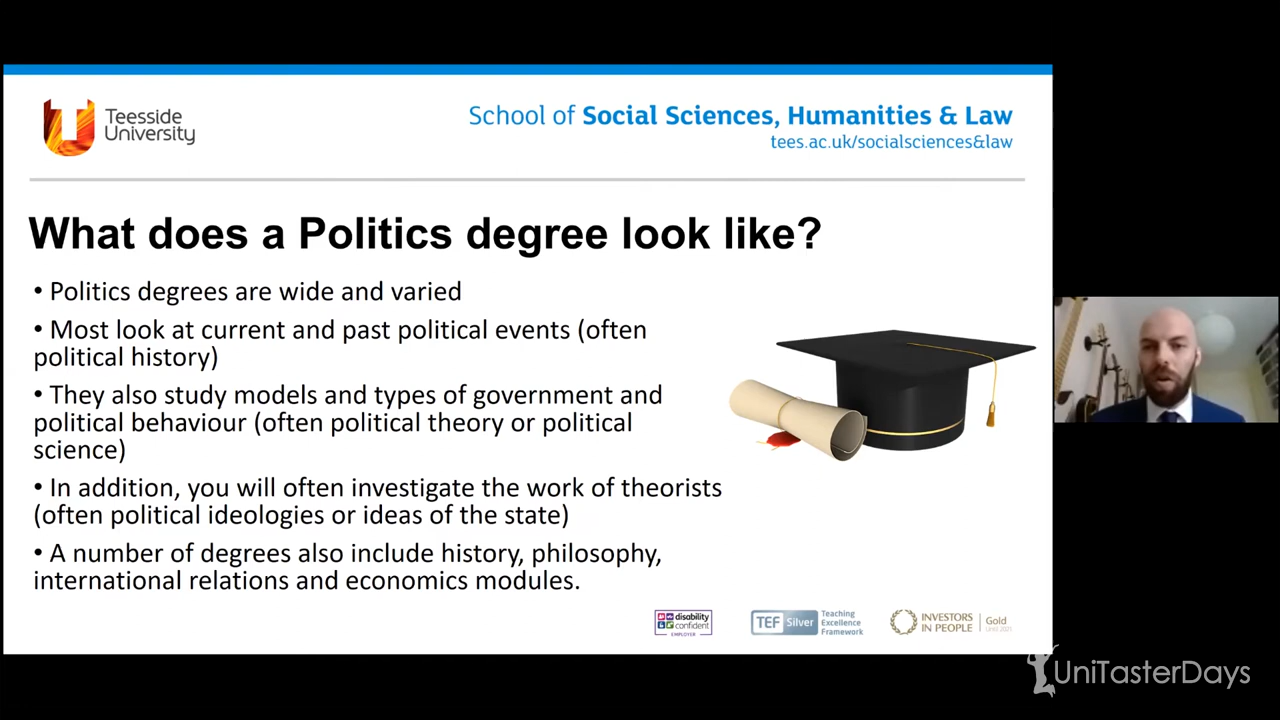 Teesside
University
School of Social Sciences, Humanities & Law
tees.ac.uk/socialsciences&law
What does a Politics degree look like?
• Politics degrees are wide and varied
• Most look at current and past political events (often
political history)
• They also study models and types of government and
political behaviour (often political theory or political
science)
• In addition, you will often investigate the work of theorists
(often political ideologies or ideas of the state)
• A number of degrees also include history, philosophy,
international relations and economics modules.
disability
confident
EMPLOYER
TEF Silver
Teaching
Excellence
Framework
INVESTORS
IN PEOPLE
Gold
UniTasterDays